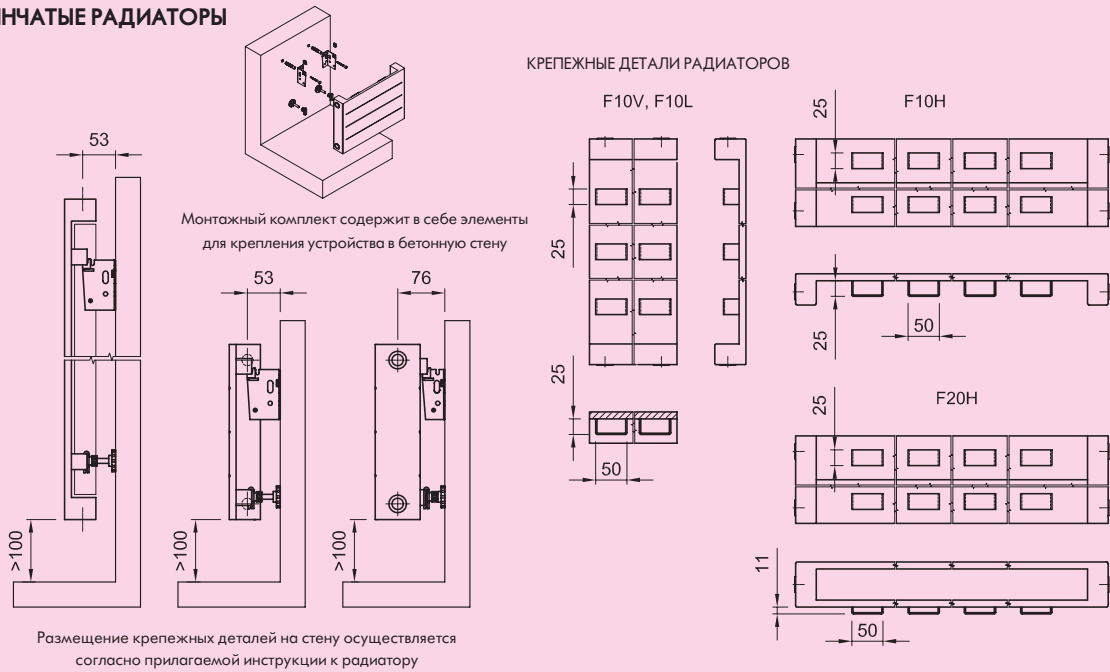 НЧАТЫЕ РАДИАТОРЫ
53
Монтажный комплект содержит в себе элементы
для крепления устройства в бетонную стену
53
76
>100
>100
>100
Размещение крепежных деталей на стену осуществляется
согласно прилагаемой инструкции к радиатору
КРЕПЕЖНЫЕ ДЕТАЛИ РАДИАТОРОВ
F10V, F10L
25
25
50
F10H
25
25
50
F20H
25
11
50